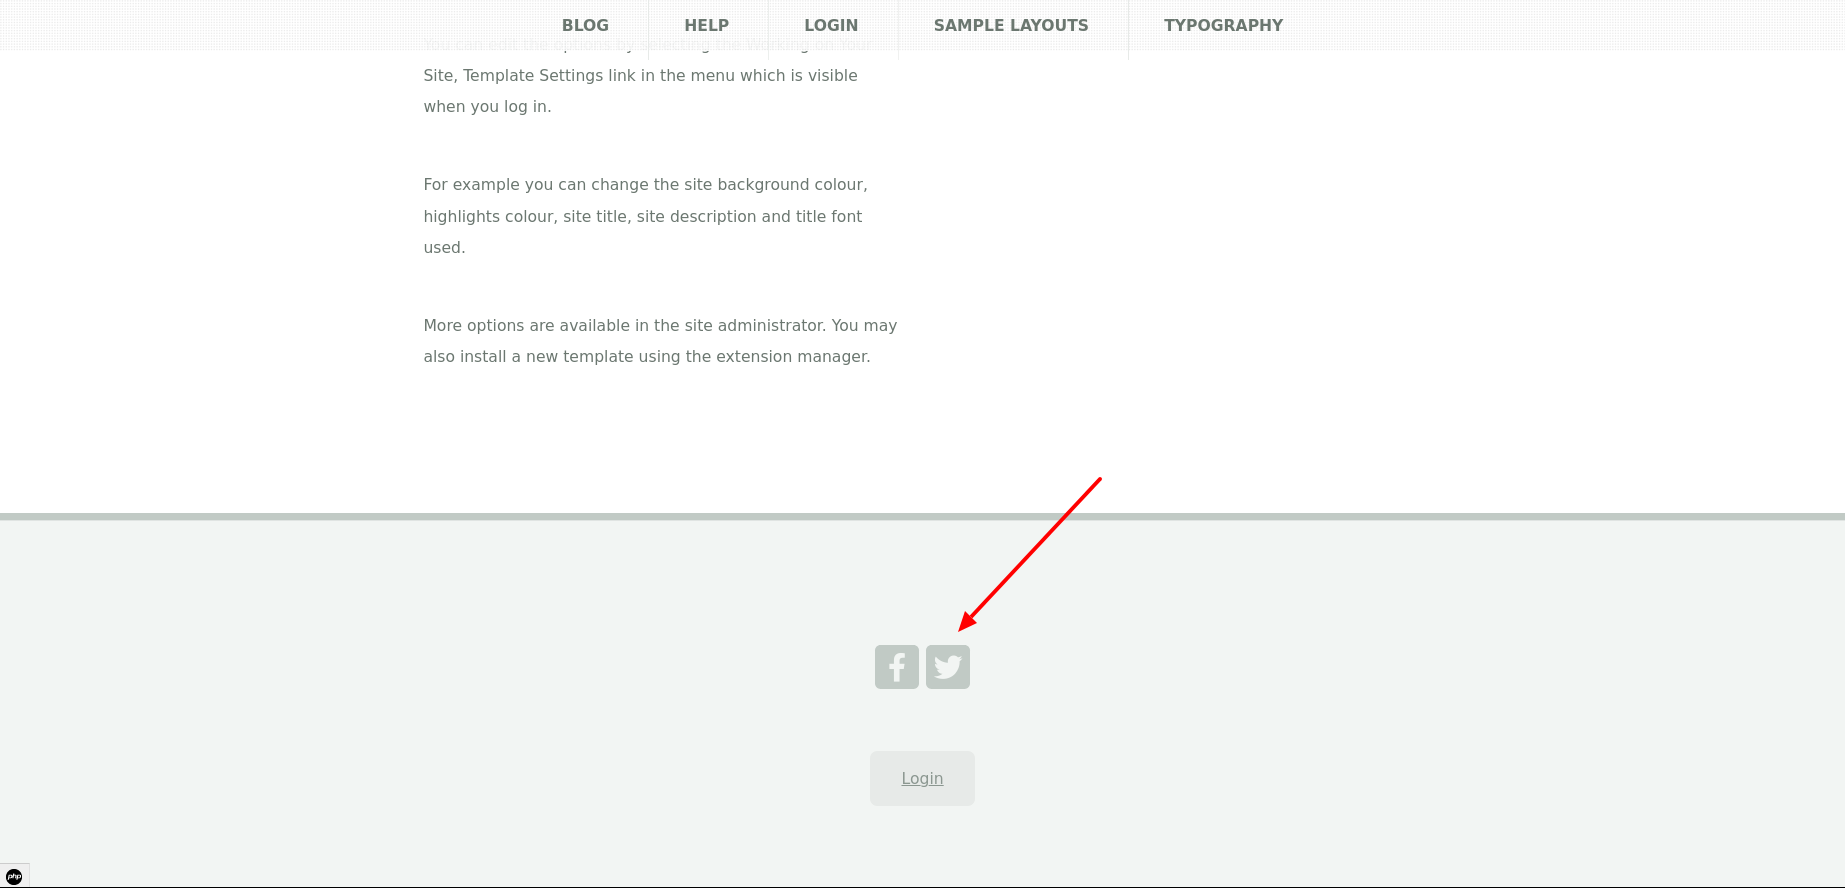 BLOG HELP LOGIN SAMPLE LAYOUTS TYPOGRAPHY
You can edit the options by selecting the Working on Your
Site, Template Settings link in the menu which is visible
when you log in.
For example you can change the site background colour,
highlights colour, site title, site description and title font
used.
More options are available in the site administrator. You may
also install a new template using the extension manager.
Login
php